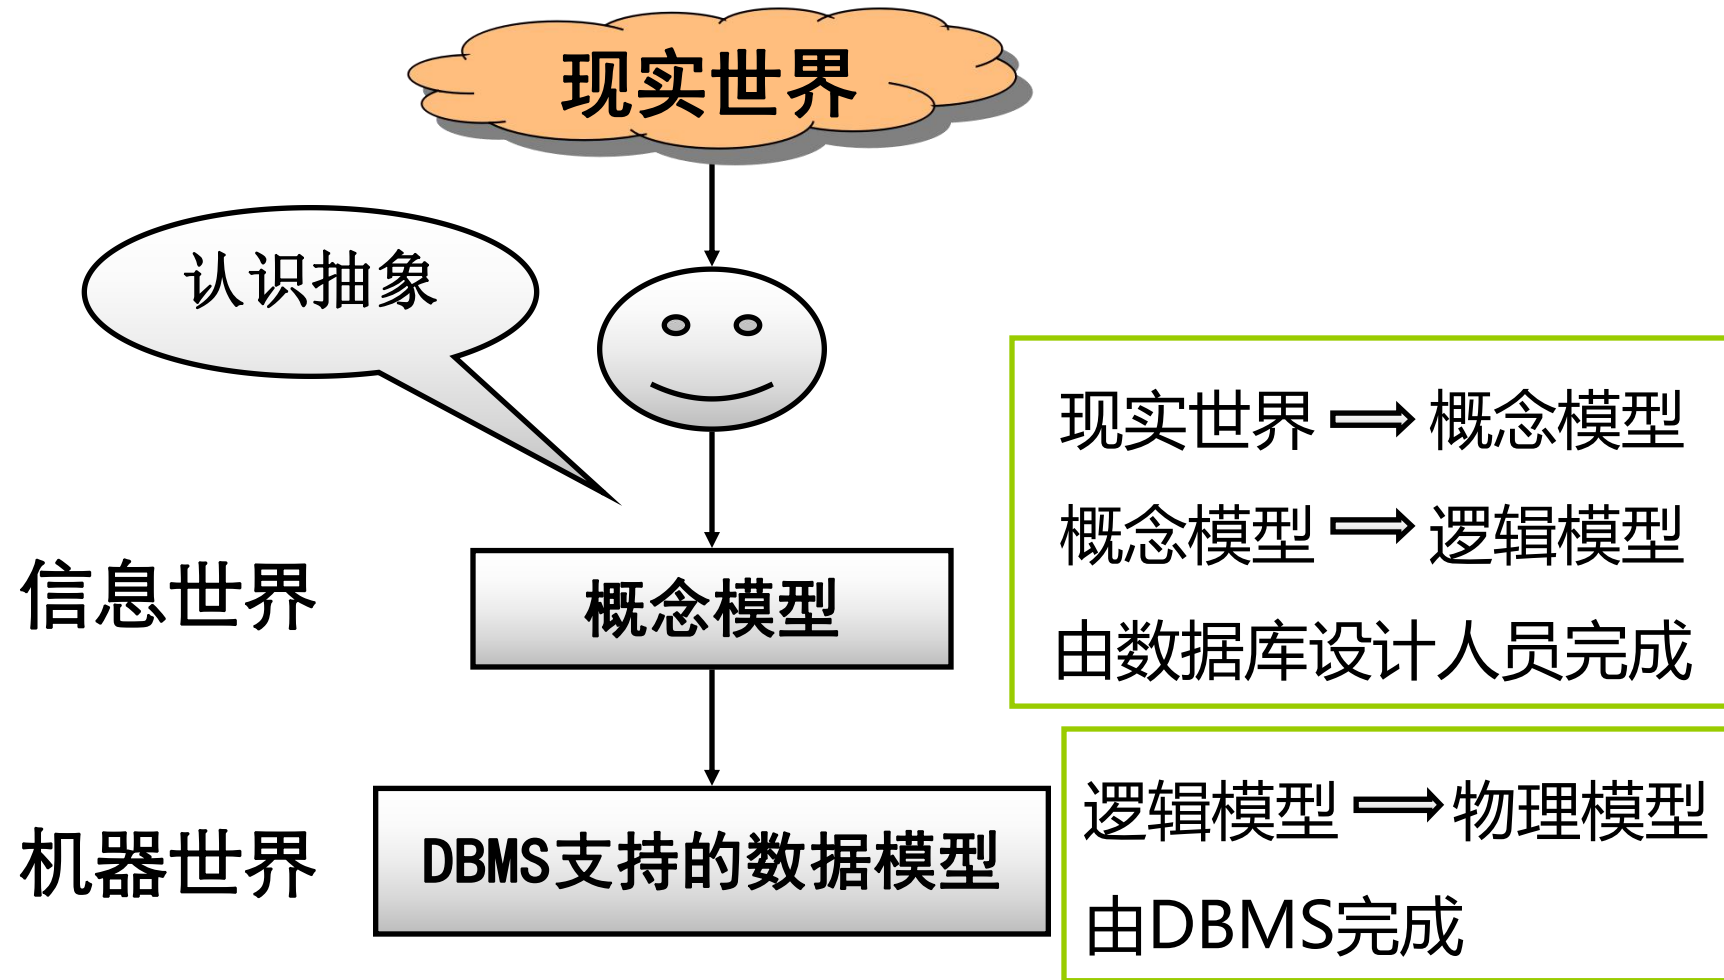 现实世界
认识抽象
现实世界 ⇒ 概念模型
概念模型 ⇒ 逻辑模型
由数据库设计人员完成
信息世界
概念模型
机器世界
DBMS支持的数据模型
逻辑模型 ⇒ 物理模型
由DBMS完成